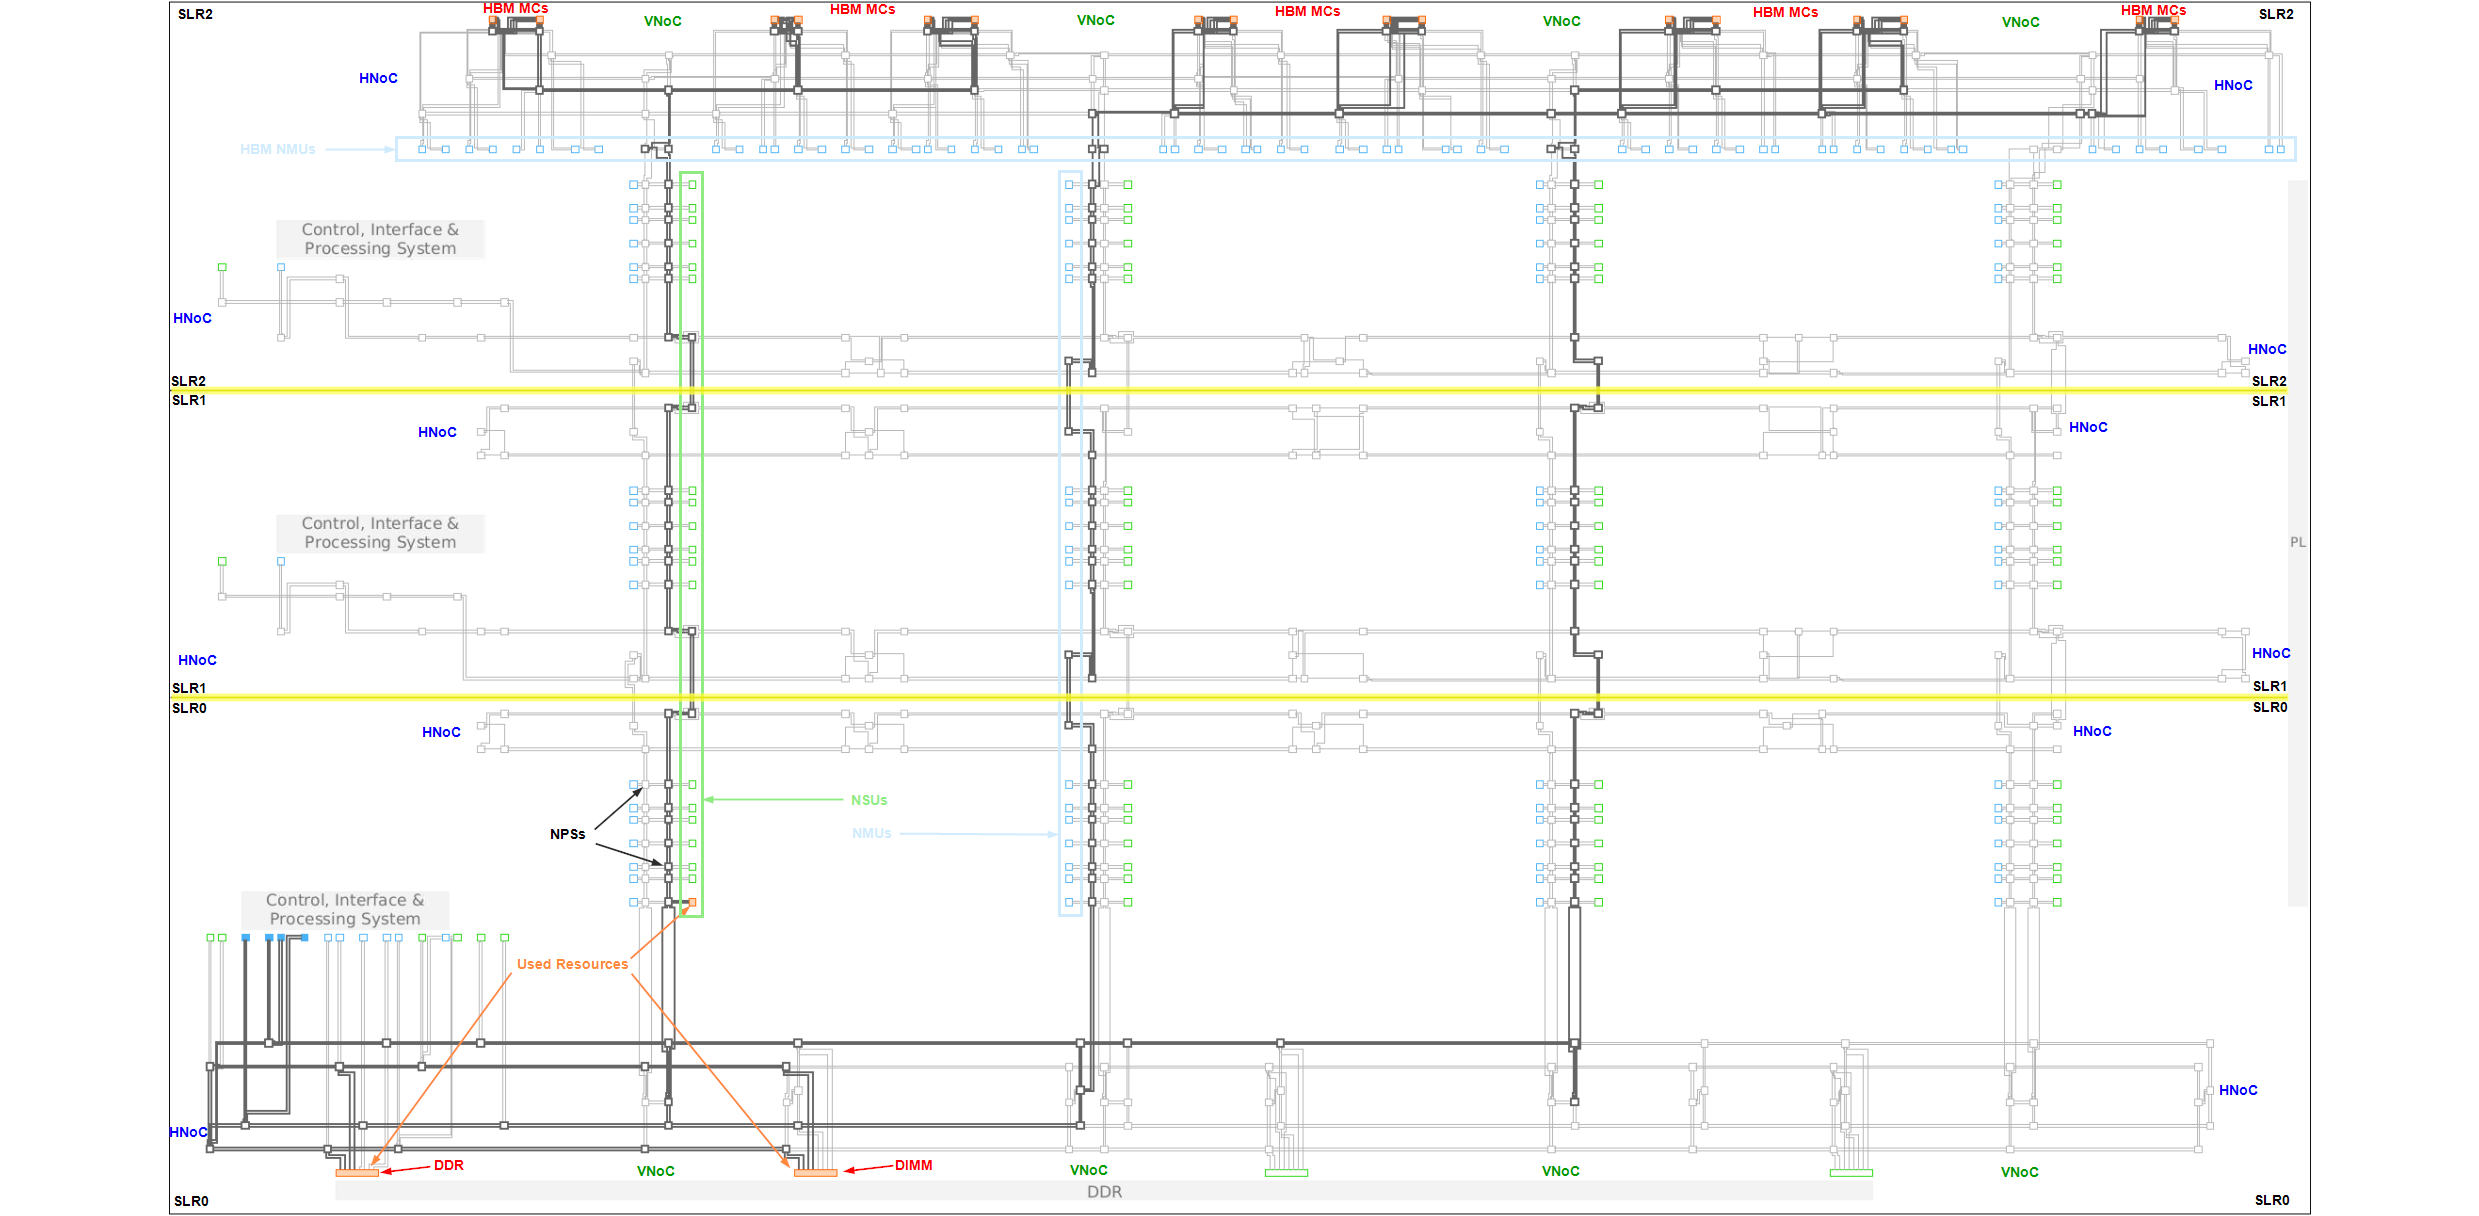 SLR2
HBM MCs
VNoC
HBM MCs
VNoC
HBM MCs
VNoC
HBM MCs
VNoC
HBM MCs
SLR2
HNoC
HNoC
HBM NMUs
Control, Interface &
Processing System
HNoC
HNoC
SLR2
SLR2
SLR1
SLR1
HNoC
HNoC
Control, Interface &
Processing System
PL
HNoC
HNoC
SLR1
SLR1
SLR0
SLR0
HNoC
HNoC
NSUs
NPSs
NMUs
Control, Interface &
Processing System
Used Resources
HNoC
HNoC
DDR
DIMM
VNoC
VNoC
VNoC
VNoC
DDR
SLR0
SLR0